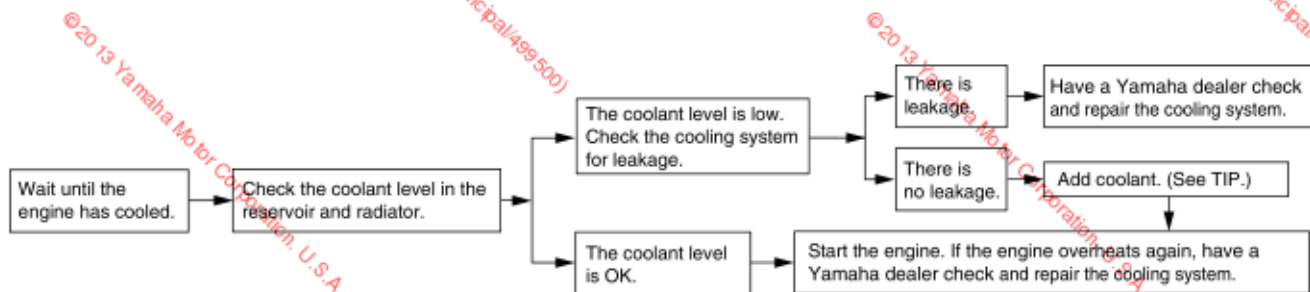 ©2013 Yamaha Motor Corporation, U.S.A
cipal/499500)
©2013 Yamaha Motor Corporation, U.S.A
ncipal/
Wait until the
engine has cooled.
Check the coolant level in the
reservoir and radiator.
The coolant level is low.
Check the cooling system
for leakage.
There is
leakage.
Have a Yamaha dealer check
and repair the cooling system.
There is
no leakage.
Add coolant. (See TIP.)
The coolant level
is OK.
Start the engine. If the engine overheats again, have a
Yamaha dealer check and repair the cooling system.